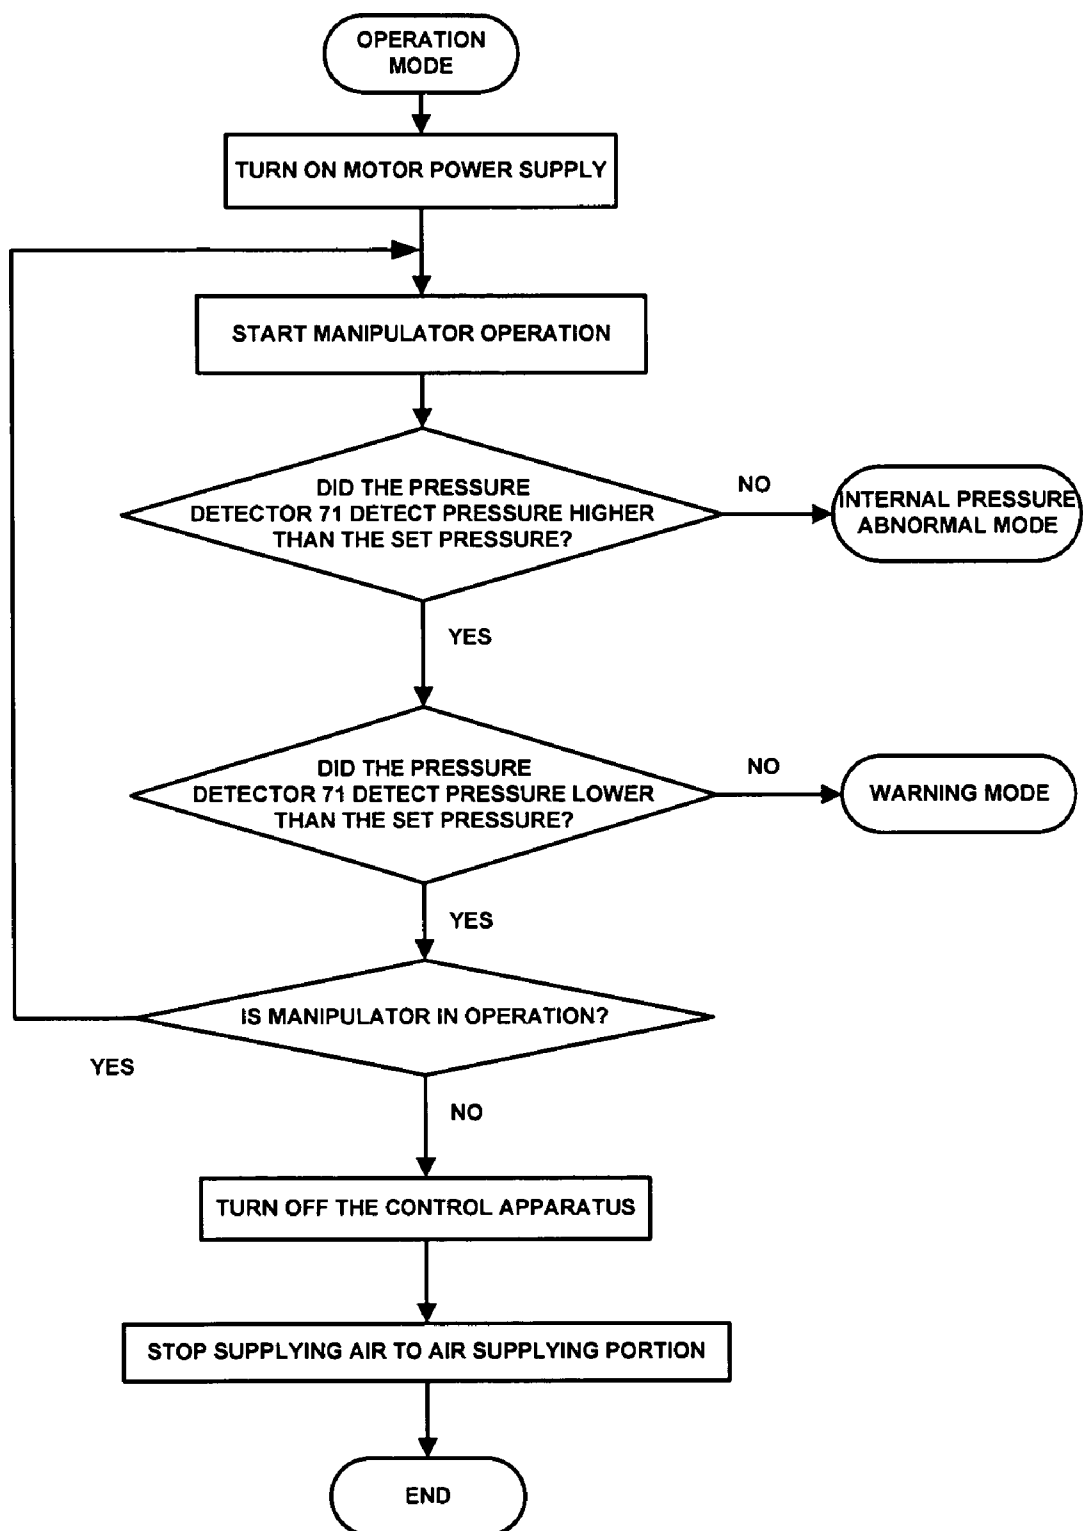 OPERATION
MODE
TURN ON MOTOR POWER SUPPLY
START MANIPULATOR OPERATION
DID THE PRESSURE
DETECTOR 71 DETECT PRESSURE HIGHER
THAN THE SET PRESSURE?
NO
INTERNAL PRESSURE
ABNORMAL MODE
YES
DID THE PRESSURE
DETECTOR 71 DETECT PRESSURE LOWER
THAN THE SET PRESSURE?
NO
WARNING MODE
YES
IS MANIPULATOR IN OPERATION?
YES
NO
TURN OFF THE CONTROL APPARATUS
STOP SUPPLYING AIR TO AIR SUPPLYING PORTION
END